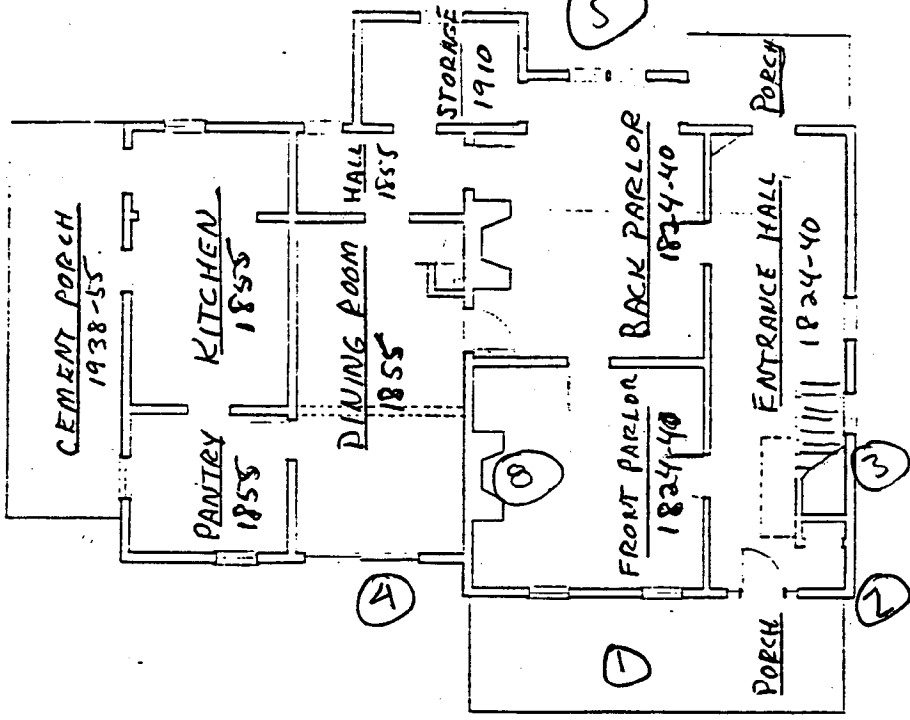 CEMENT PORCH
1938-55
KITCHEN
1855
PANTRY
1855
HALL
1855
DINING ROOM
1855
STORAGE
1910
BACK PARLOR
1824-40
FRONT PARLOR
1824-40
ENTRANCE HALL
1824-40
PORCH
PORCH
1
2
3
4
5
8